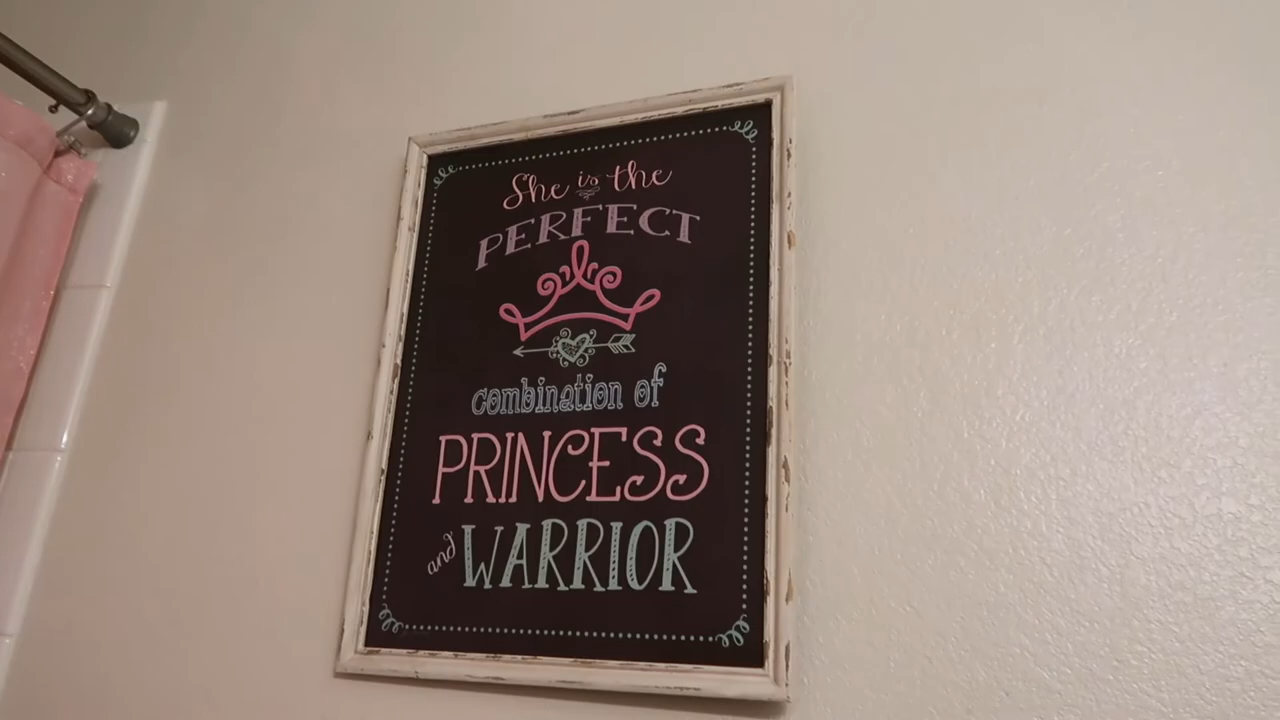 She is the
PERFECT
combination of
PRINCESS
and WARRIOR